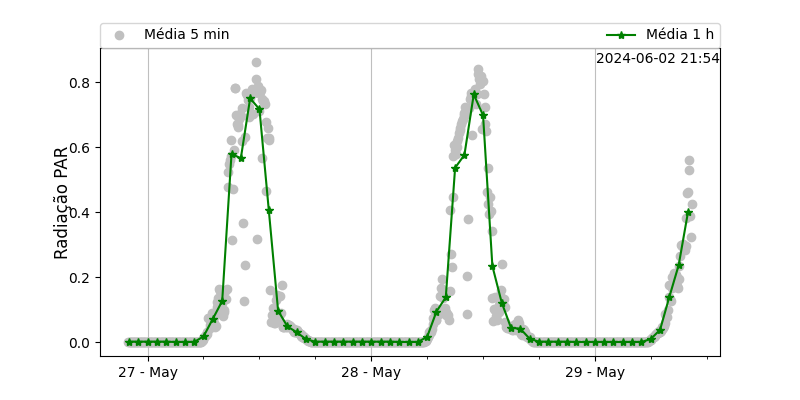 Média 5 min
Média 1 h
2024-06-02 21:54
Radiação PAR
0.8
0.6
0.4
0.2
0.0
27 - May
28 - May
29 - May